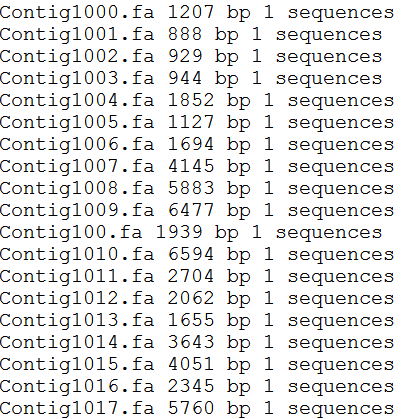 Contig1000.fa 1207 bp 1 sequences
Contig1001.fa 888 bp 1 sequences
Contig1002.fa 929 bp 1 sequences
Contig1003.fa 944 bp 1 sequences
Contig1004.fa 1852 bp 1 sequences
Contig1005.fa 1127 bp 1 sequences
Contig1006.fa 1694 bp 1 sequences
Contig1007.fa 4145 bp 1 sequences
Contig1008.fa 5883 bp 1 sequences
Contig1009.fa 6477 bp 1 sequences
Contig100.fa 1939 bp 1 sequences
Contig1010.fa 6594 bp 1 sequences
Contig1011.fa 2704 bp 1 sequences
Contig1012.fa 2062 bp 1 sequences
Contig1013.fa 1655 bp 1 sequences
Contig1014.fa 3643 bp 1 sequences
Contig1015.fa 4051 bp 1 sequences
Contig1016.fa 2345 bp 1 sequences
Contig1017.fa 5760 bp 1 sequences